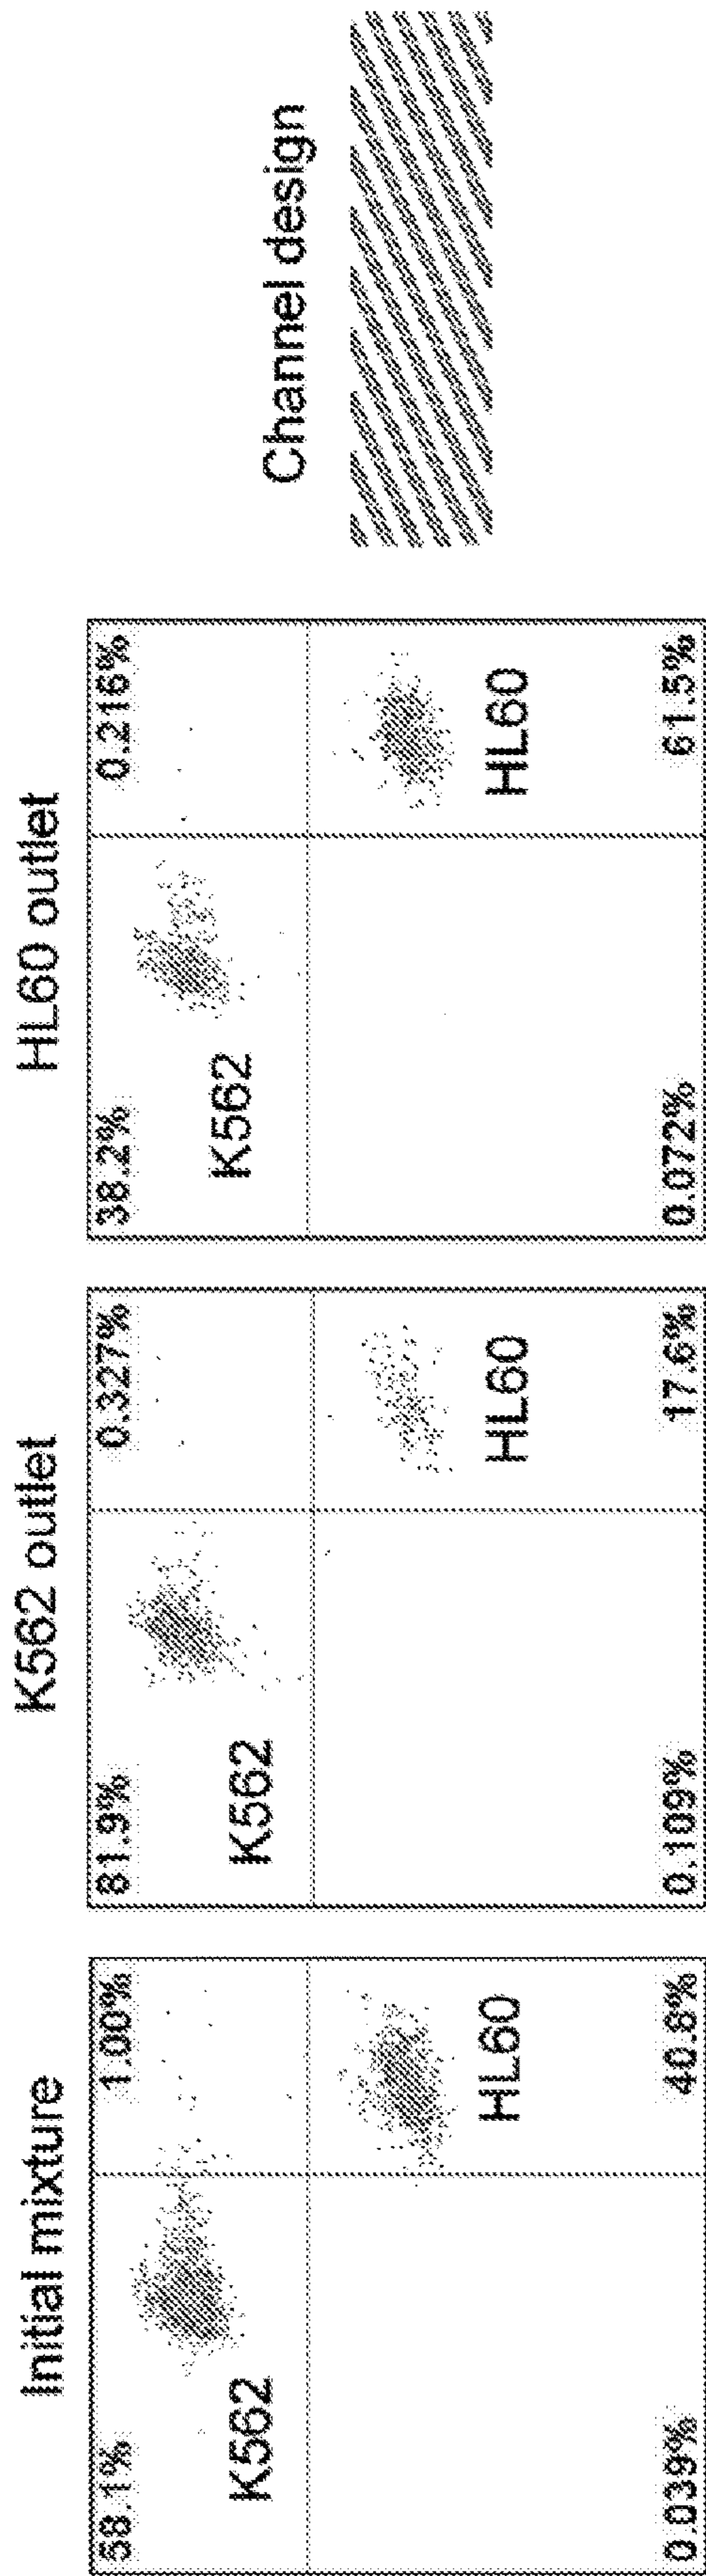 Initial mixture
58.1%
1.00%
K562
HL60
0.039%
40.8%
K562 outlet
81.9%
0.327%
K562
HL60
0.109%
17.6%
HL60 outlet
38.2%
0.216%
K562
HL60
0.072%
61.5%
Channel design